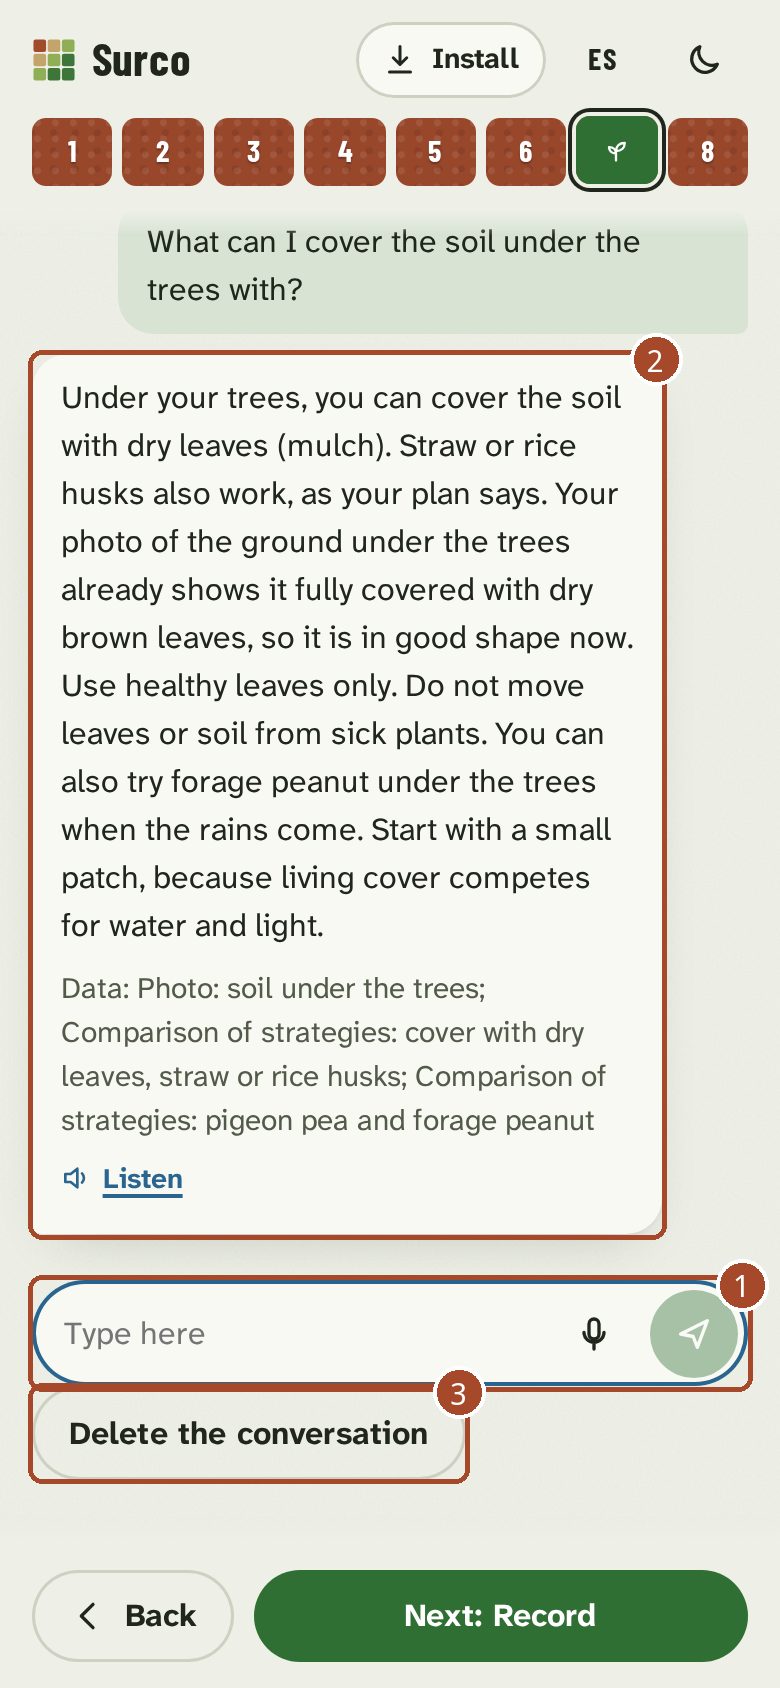 Surco
Install
ES
1 2 3 4 5 6 8
What can I cover the soil under the
trees with?
2
Under your trees, you can cover the soil
with dry leaves (mulch). Straw or rice
husks also work, as your plan says. Your
photo of the ground under the trees
already shows it fully covered with dry
brown leaves, so it is in good shape now.
Use healthy leaves only. Do not move
leaves or soil from sick plants. You can
also try forage peanut under the trees
when the rains come. Start with a small
patch, because living cover competes
for water and light.
Data: Photo: soil under the trees;
Comparison of strategies: cover with dry
leaves, straw or rice husks; Comparison of
strategies: pigeon pea and forage peanut
Listen
1
Type here
3
Delete the conversation
Back
Next: Record